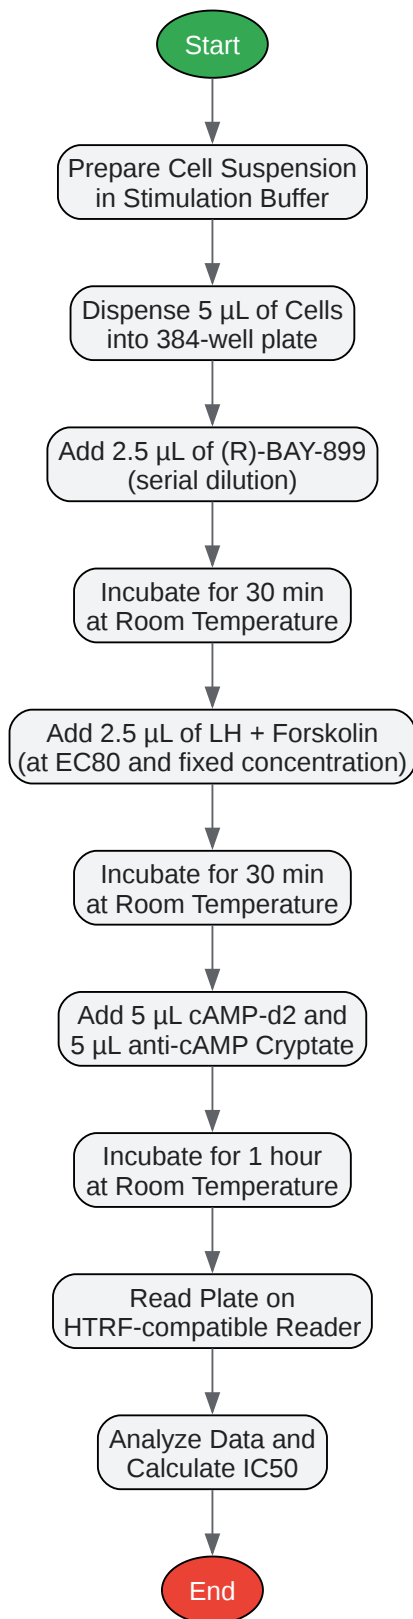 Start
Prepare Cell Suspension
in Stimulation Buffer
Dispense 5 µL of Cells
into 384-well plate
Add 2.5 µL of (R)-BAY-899
(serial dilution)
Incubate for 30 min
at Room Temperature
Add 2.5 µL of LH + Forskolin
(at EC80 and fixed concentration)
Incubate for 30 min
at Room Temperature
Add 5 µL cAMP-d2 and
5 µL anti-cAMP Cryptate
Incubate for 1 hour
at Room Temperature
Read Plate on
HTRF-compatible Reader
Analyze Data and
Calculate IC50
End